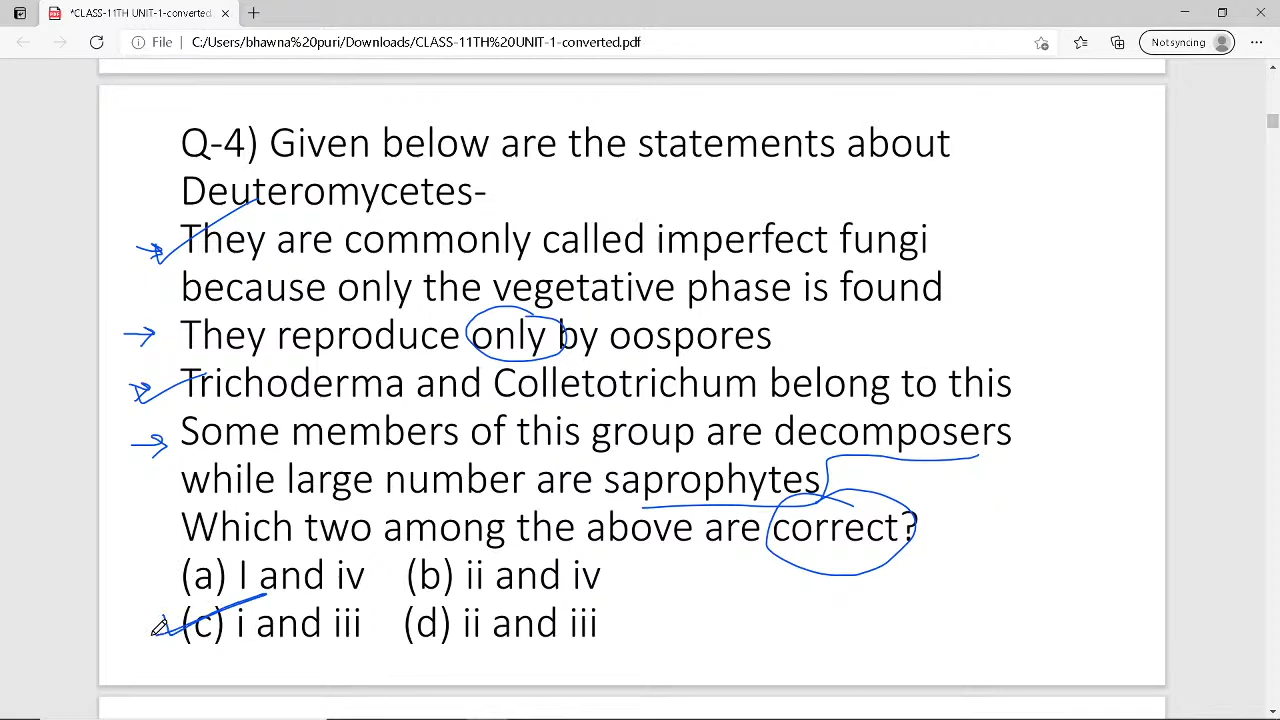 *CLASS-11TH UNIT-1-converted.
File | C:/Users/bhawna%20puri/Downloads/CLASS-11TH%20UNIT-1-converted.pdf
Not syncing
Q-4) Given below are the statements about
Deuteromycetes-
They are commonly called imperfect fungi
because only the vegetative phase is found
They reproduce only by oospores
Trichoderma and Colletotrichum belong to this
Some members of this group are decomposers
while large number are saprophytes
Which two among the above are correct?
(a) I and iv (b) ii and iv
(c) i and iii (d) ii and iii